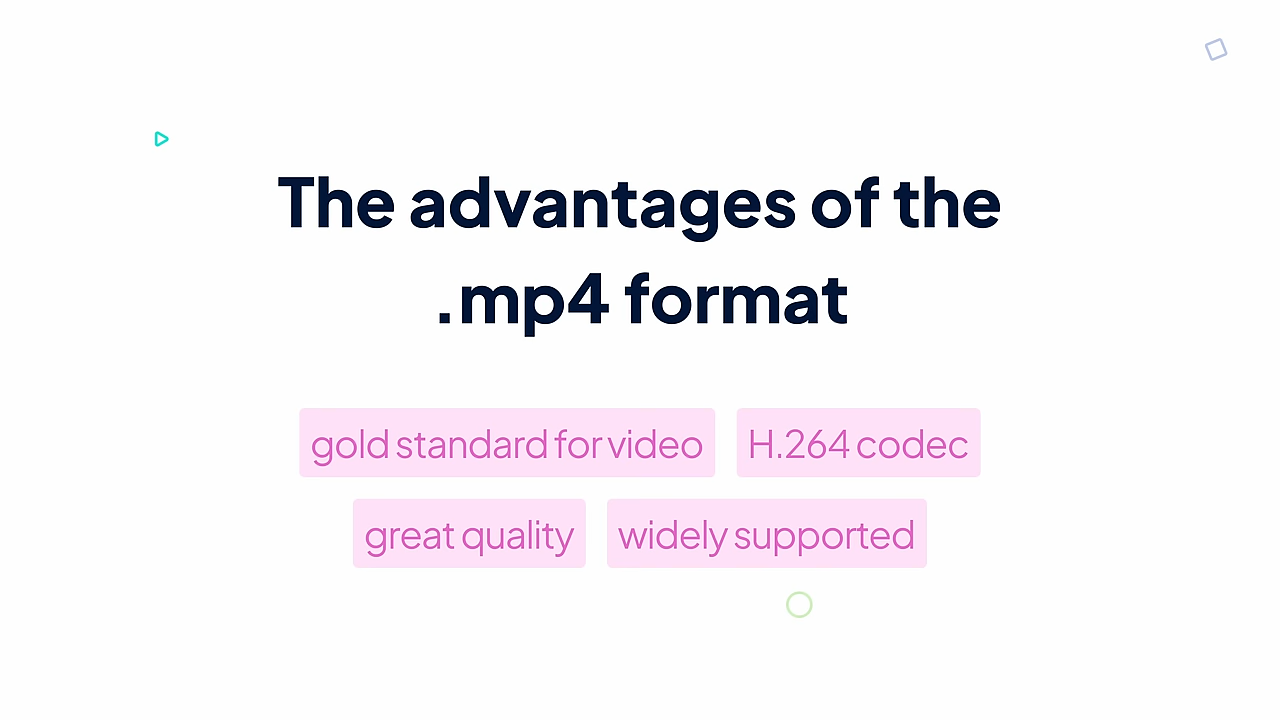 The advantages of the
.mp4 format
gold standard for video H.264 codec
great quality widely supported